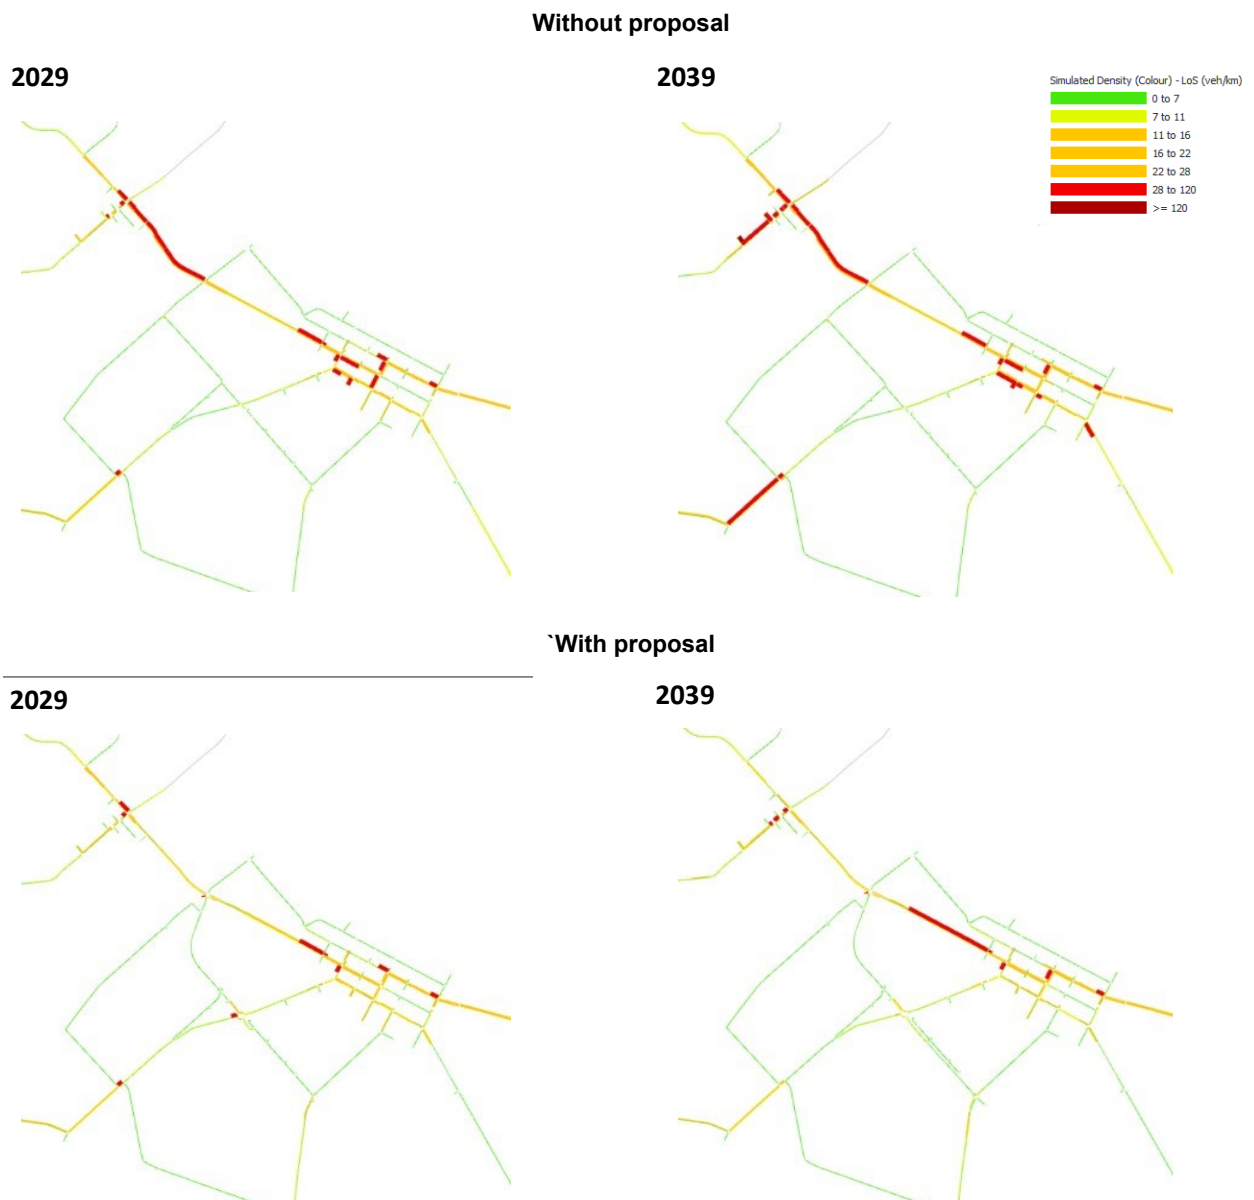 Without proposal
2029
2039
Simulated Density (Colour) - LoS (veh/km)
0 to 7
7 to 11
11 to 16
16 to 22
22 to 28
28 to 120
>= 120
`With proposal
2029
2039